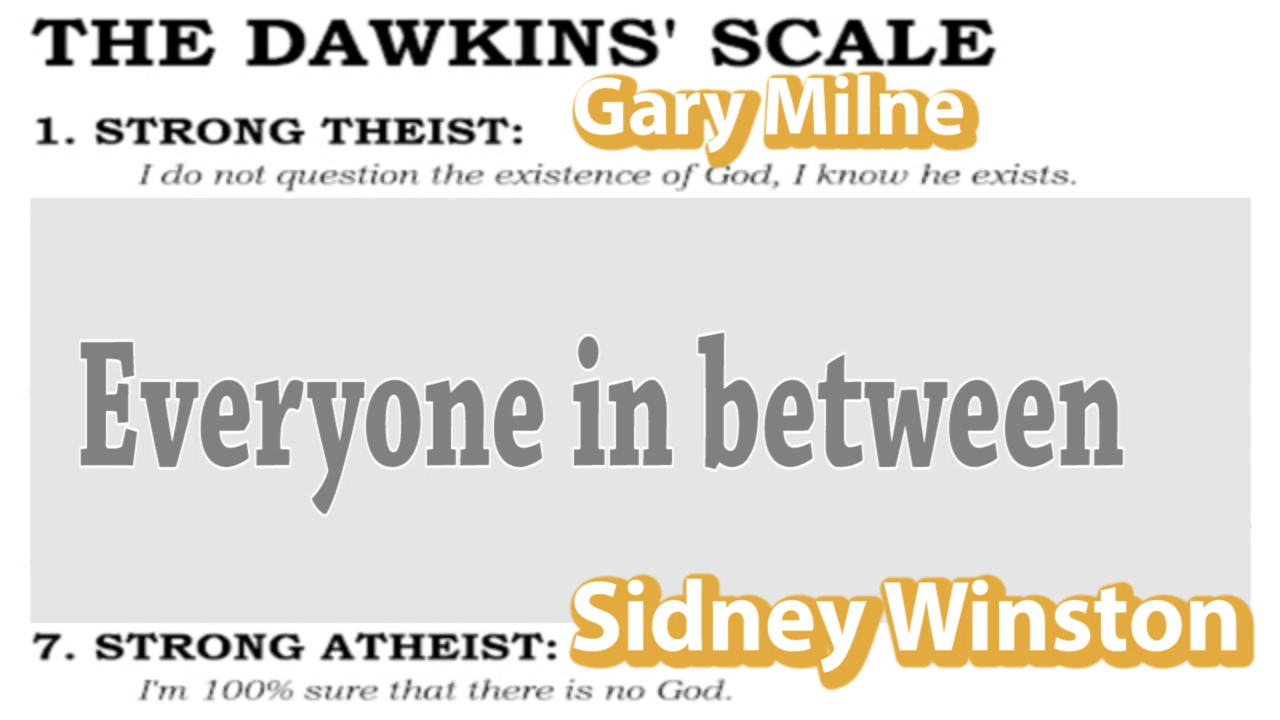 THE DAWKINS' SCALE
Gary Milne
1. STRONG THEIST:
I do not question the existence of God, I know he exists.
Everyone in between
Sidney Winston
7. STRONG ATHEIST:
I'm 100% sure that there is no God.